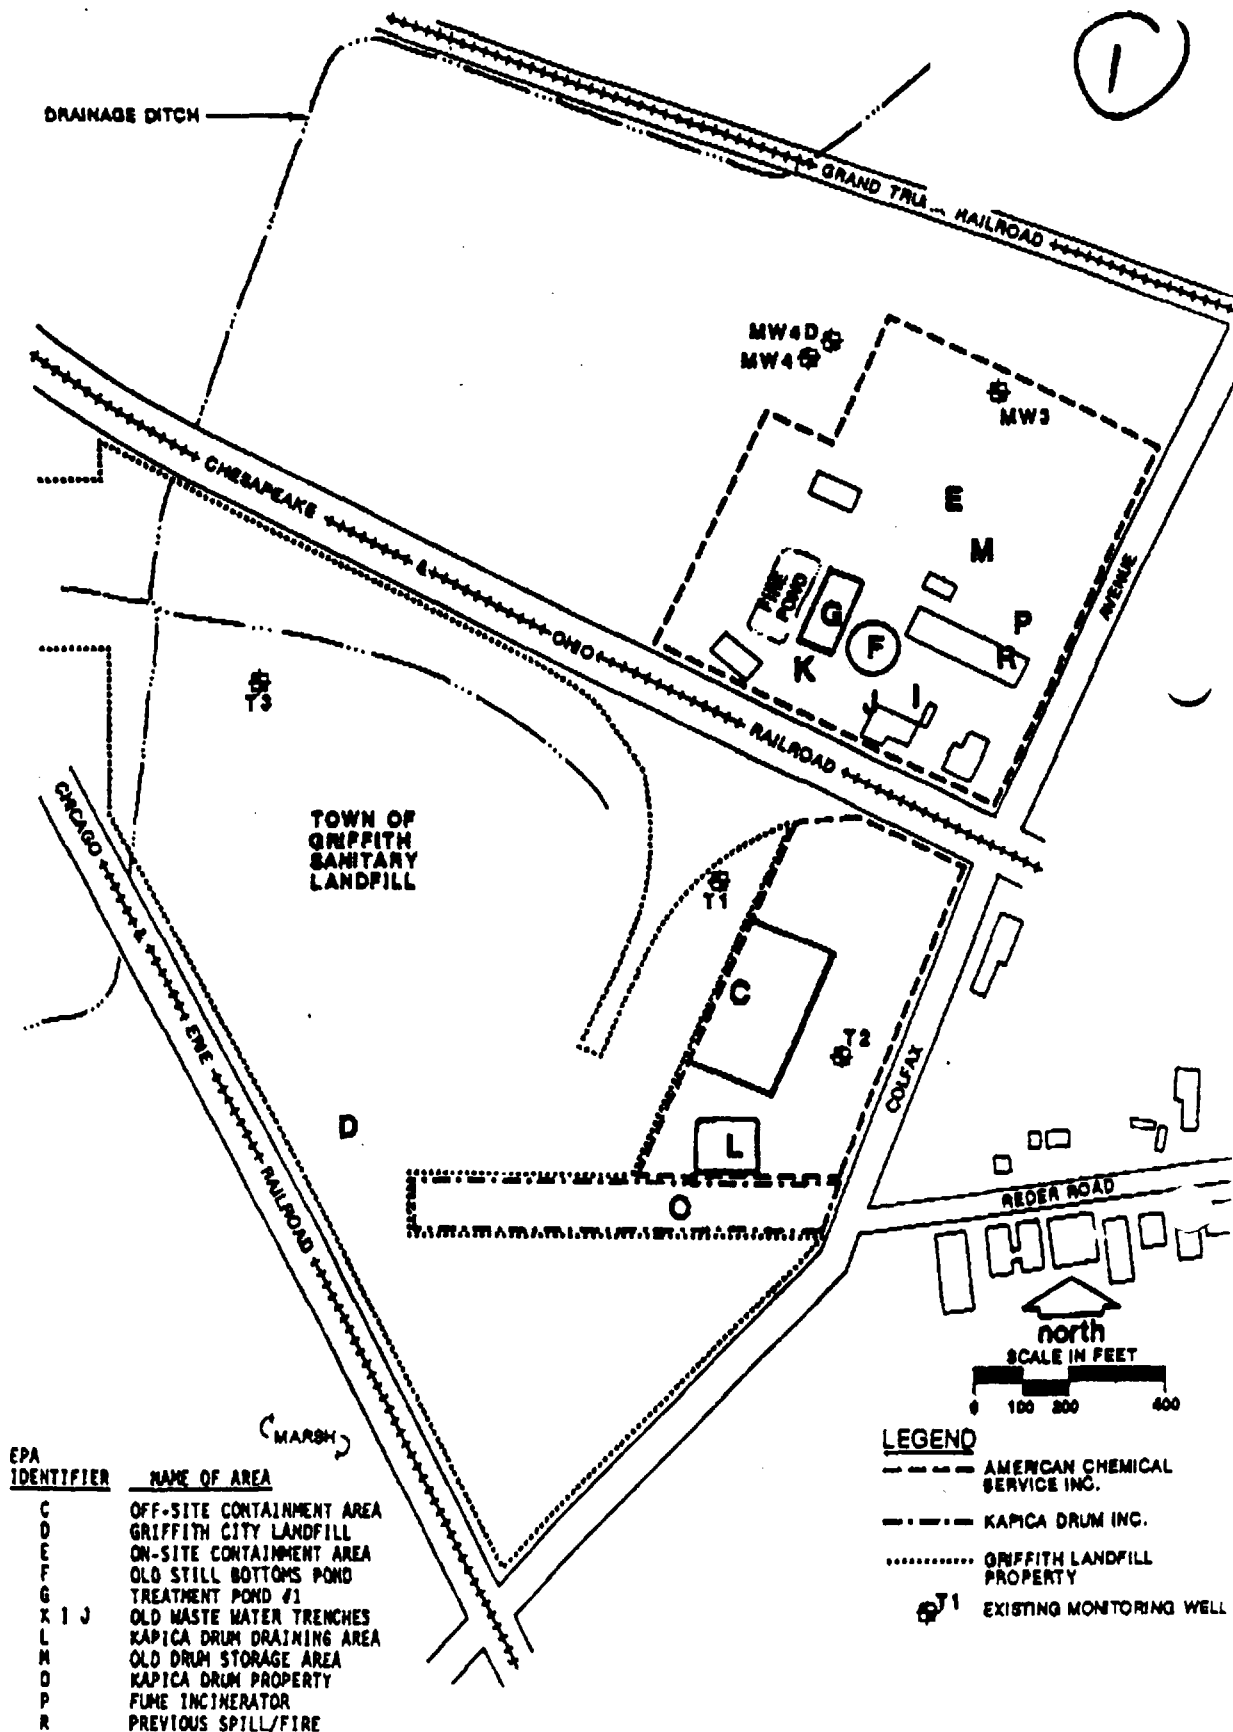 1
DRAINAGE DITCH
GRAND TRU RAILROAD
MW4D
MW4
MW3
CHESAPEAKE & OHIO RAILROAD
E
M
FIRE
POND
G
F
P
R
K
J
I
AVENUE
T3
TOWN OF
GRIFFITH
SANITARY
LANDFILL
CHICAGO & ERIE RAILROAD
T1
C
T2
COLFAX
D
L
O
REDER ROAD
north
SCALE IN FEET
0 100 200 400
MARSH
LEGEND
AMERICAN CHEMICAL
SERVICE INC.
KAPICA DRUM INC.
GRIFFITH LANDFILL
PROPERTY
T1 EXISTING MONITORING WELL
EPA
IDENTIFIER NAME OF AREA
C OFF-SITE CONTAINMENT AREA
D GRIFFITH CITY LANDFILL
E ON-SITE CONTAINMENT AREA
F OLD STILL BOTTOMS POND
G TREATMENT POND #1
K I J OLD WASTE WATER TRENCHES
L KAPICA DRUM DRAINING AREA
M OLD DRUM STORAGE AREA
O KAPICA DRUM PROPERTY
P FUME INCINERATOR
R PREVIOUS SPILL/FIRE